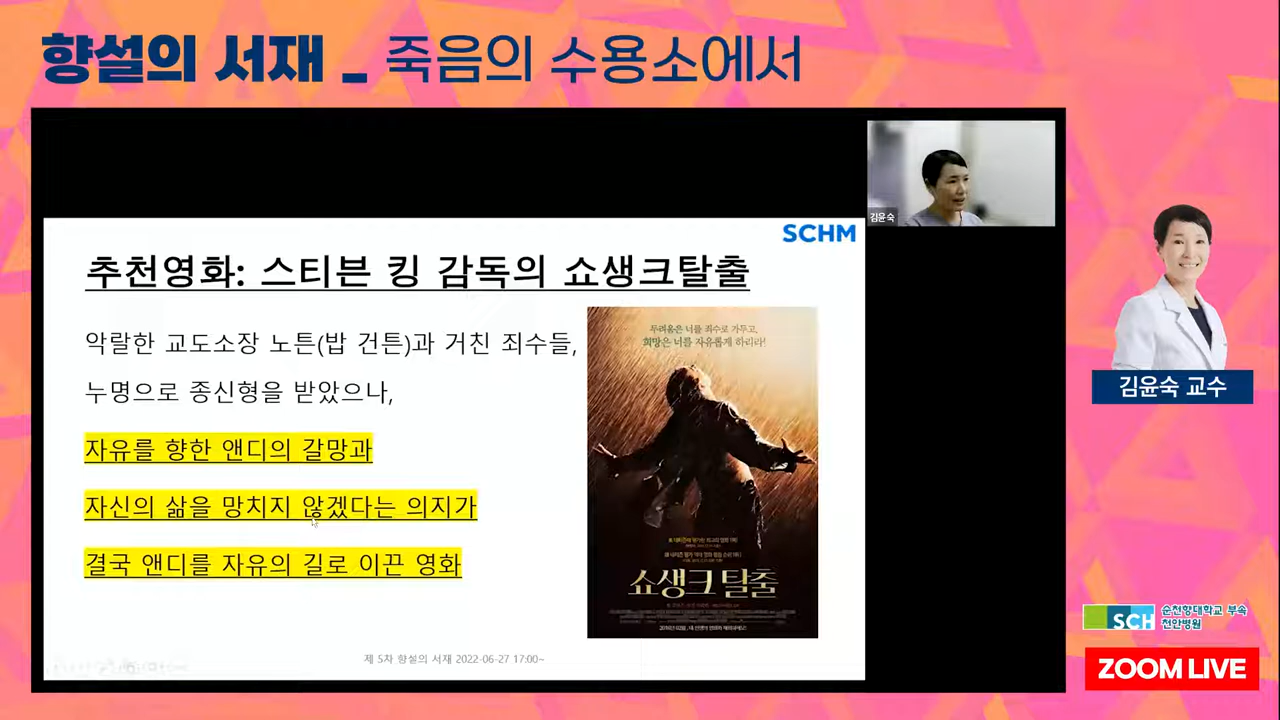 향설의 서재 _ 죽음의 수용소에서
김윤숙
SCHM
추천영화: 스티븐 킹 감독의 쇼생크탈출
악랄한 교도소장 노튼(밥 건튼)과 거친 죄수들,
누명으로 종신형을 받았으나,
자유를 향한 앤디의 갈망과
자신의 삶을 망치지 않겠다는 의지가
결국 앤디를 자유의 길로 이끈 영화
두려움은 너를 죄수로 가두고,
희망은 너를 자유롭게 하리라!
쇼생크 탈출
제 5차 향설의 서재 2022-06-27 17:00~
김윤숙 교수
SCH
순천향대학교 부속
천안병원
ZOOM LIVE